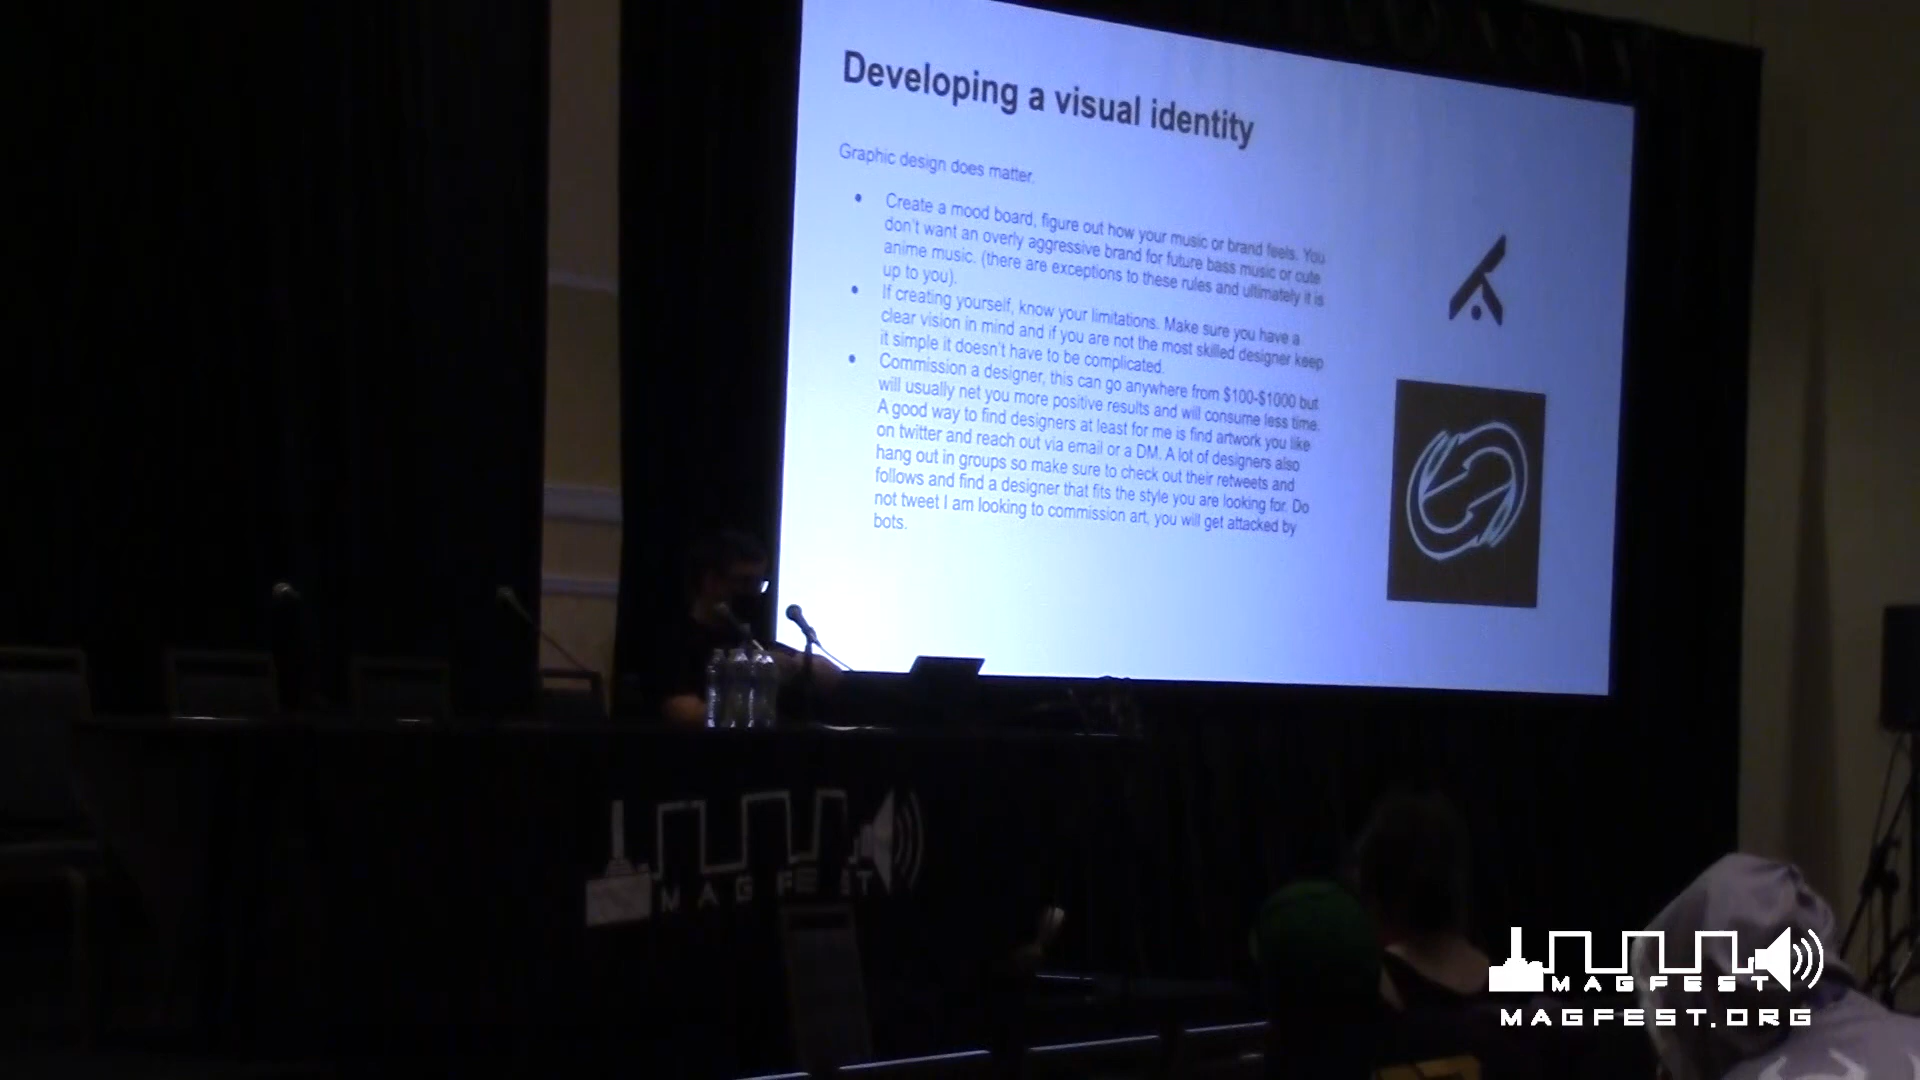 Developing a visual identity
Graphic design does matter.
• Create a mood board, figure out how your music or brand feels. You
don't want an overly aggressive brand for future bass music or cute
anime music. (there are exceptions to these rules and ultimately it is
up to you).
• If creating yourself, know your limitations. Make sure you have a
clear vision in mind and if you are not the most skilled designer keep
it simple it doesn't have to be complicated.
• Commission a designer, this can go anywhere from $100-$1000 but
will usually net you more positive results and will consume less time.
A good way to find designers at least for me is find artwork you like
on twitter and reach out via email or a DM. A lot of designers also
hang out in groups so make sure to check out their retweets and
follows and find a designer that fits the style you are looking for. Do
not tweet I am looking to commission art, you will get attacked by
bots.
MAGFEST
MAGFEST
MAGFEST.ORG